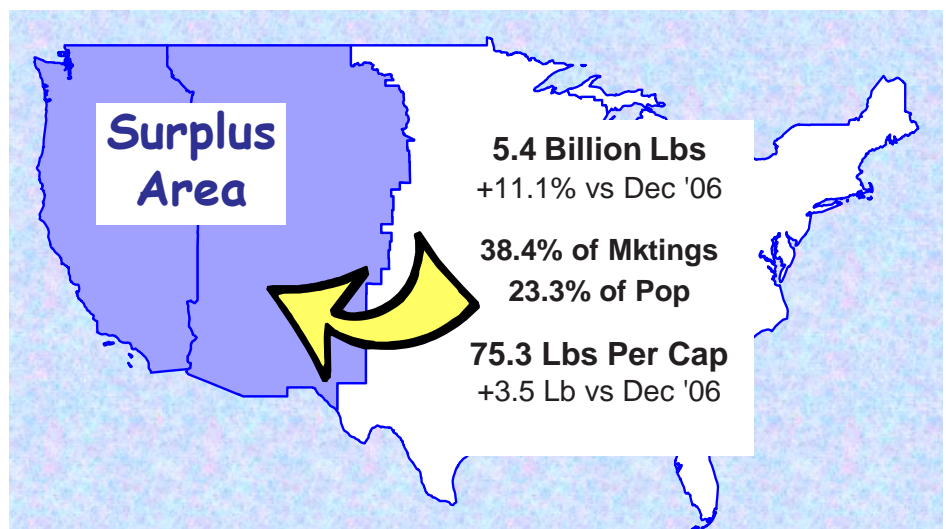 Surplus
Area
5.4 Billion Lbs
+11.1% vs Dec '06
38.4% of Mktings
23.3% of Pop
75.3 Lbs Per Cap
+3.5 Lb vs Dec '06